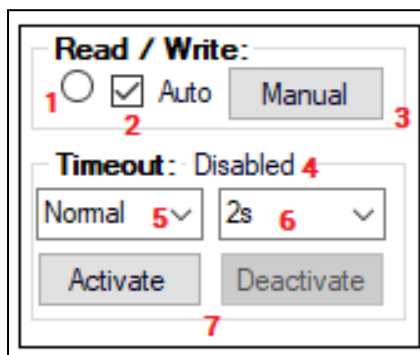 Read / Write:
1 Auto Manual
2 3
Timeout: Disabled 4
Normal 5 2s 6
Activate Deactivate
7